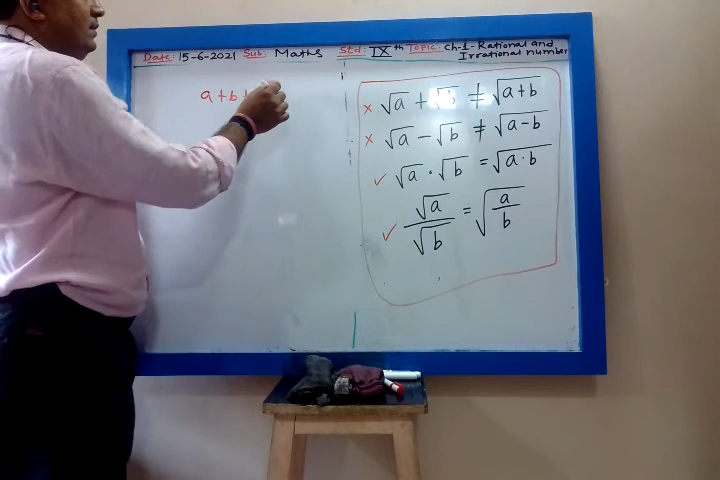 Date: 15-6-2021 Sub: Maths Std: IXth Topic: Ch-1-Rational and
Irrational number
a + b +
× √a + √b ≠ √(a+b)
× √a - √b ≠ √(a-b)
✓ √a · √b = √(a·b)
✓ √a/√b = √(a/b)